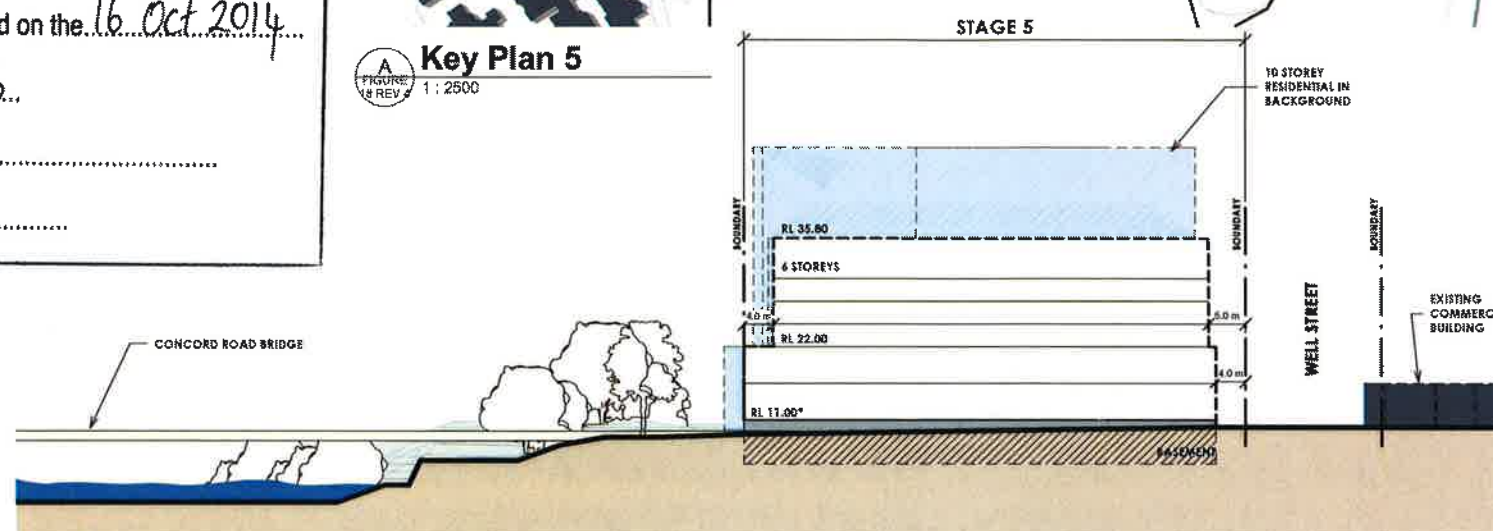 d on the 16 Oct 2014
A
FIGURE
Key Plan 5
1 : 2500
STAGE 5
10 STOREY
RESIDENTIAL IN
BACKGROUND
BOUNDARY
RL 35.80
6 STOREYS
4.0 m
5.0 m
RL 22.00
4.0 m
RL 11.00*
BASEMENT
BOUNDARY
WELL STREET
BOUNDARY
EXISTING
COMMERC
BUILDING
CONCORD ROAD BRIDGE